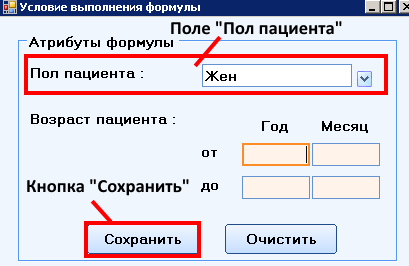 Условие выполнения формулы
Поле "Пол пациента"
Атрибуты формулы
Пол пациента : Жен
Возраст пациента : Год Месяц
от
до
Кнопка "Сохранить"
Сохранить Очистить